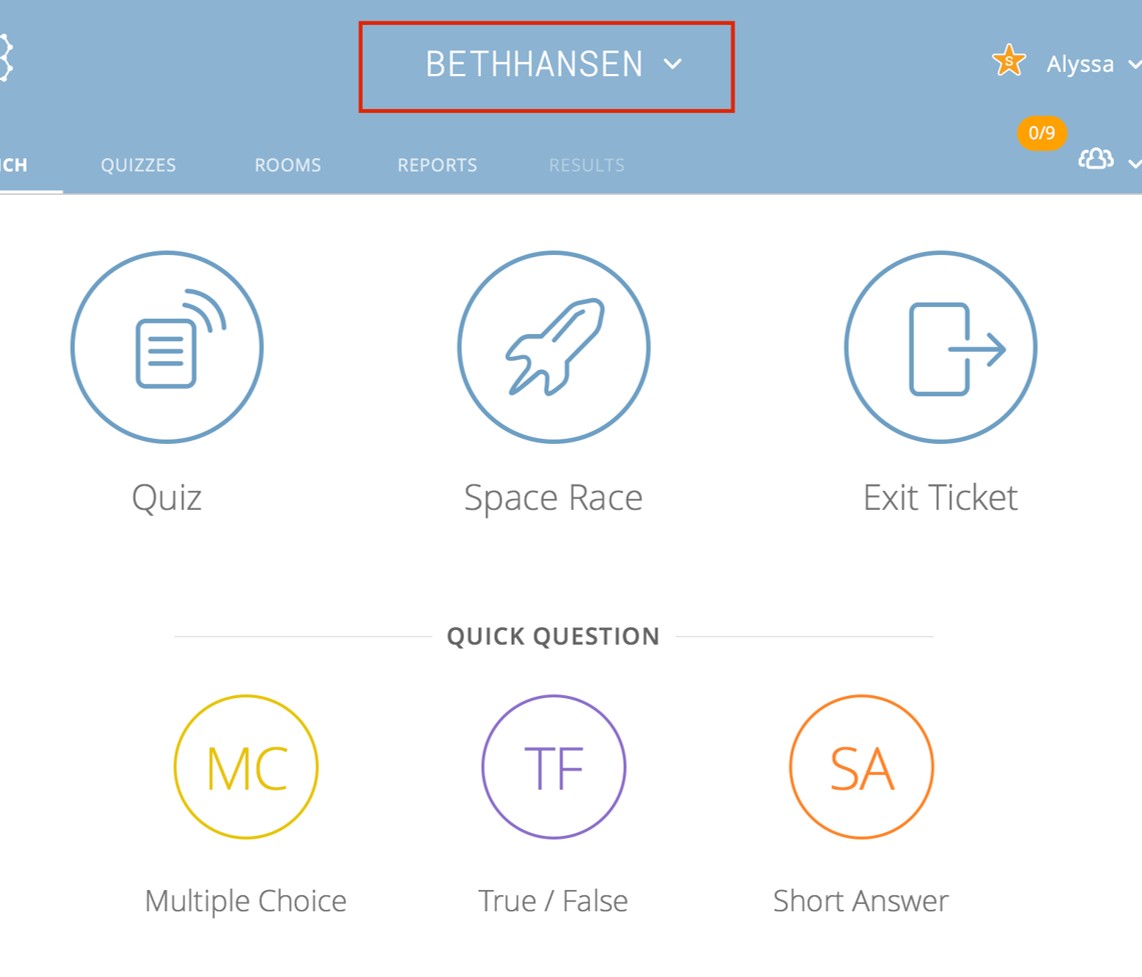 BETHHANSEN
S Alyssa
0/9
CH QUIZZES ROOMS REPORTS RESULTS
Quiz Space Race Exit Ticket
QUICK QUESTION
MC TF SA
Multiple Choice True / False Short Answer